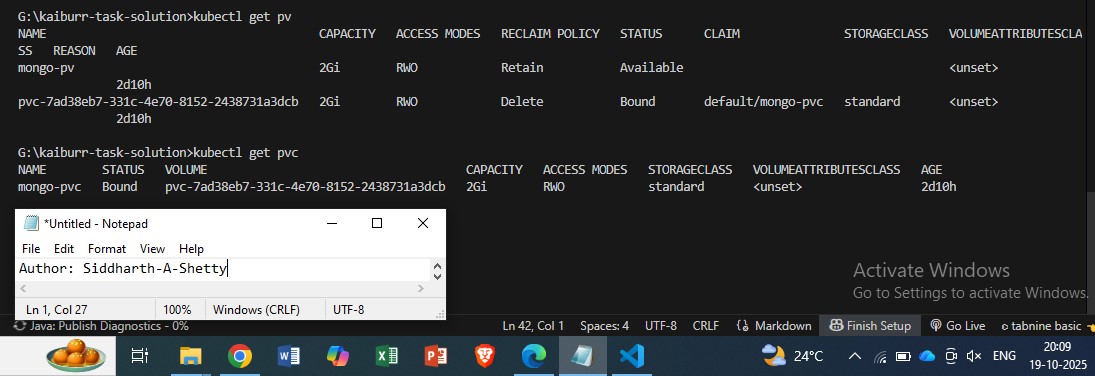 G:\kaiburr-task-solution>kubectl get pv
NAME CAPACITY ACCESS MODES RECLAIM POLICY STATUS CLAIM STORAGECLASS VOLUMEATTRIBUTESCLA
SS REASON AGE
mongo-pv 2Gi RWO Retain Available <unset>
2d10h
pvc-7ad38eb7-331c-4e70-8152-2438731a3dcb 2Gi RWO Delete Bound default/mongo-pvc standard <unset>
2d10h
G:\kaiburr-task-solution>kubectl get pvc
NAME STATUS VOLUME CAPACITY ACCESS MODES STORAGECLASS VOLUMEATTRIBUTESCLASS AGE
mongo-pvc Bound pvc-7ad38eb7-331c-4e70-8152-2438731a3dcb 2Gi RWO standard <unset> 2d10h
*Untitled - Notepad
File Edit Format View Help
Author: Siddharth-A-Shetty
Ln 1, Col 27 100% Windows (CRLF) UTF-8
Activate Windows
Go to Settings to activate Windows.
Java: Publish Diagnostics - 0% Ln 42, Col 1 Spaces: 4 UTF-8 CRLF Markdown Finish Setup Go Live tabnine basic
24°C ENG 20:09
19-10-2025